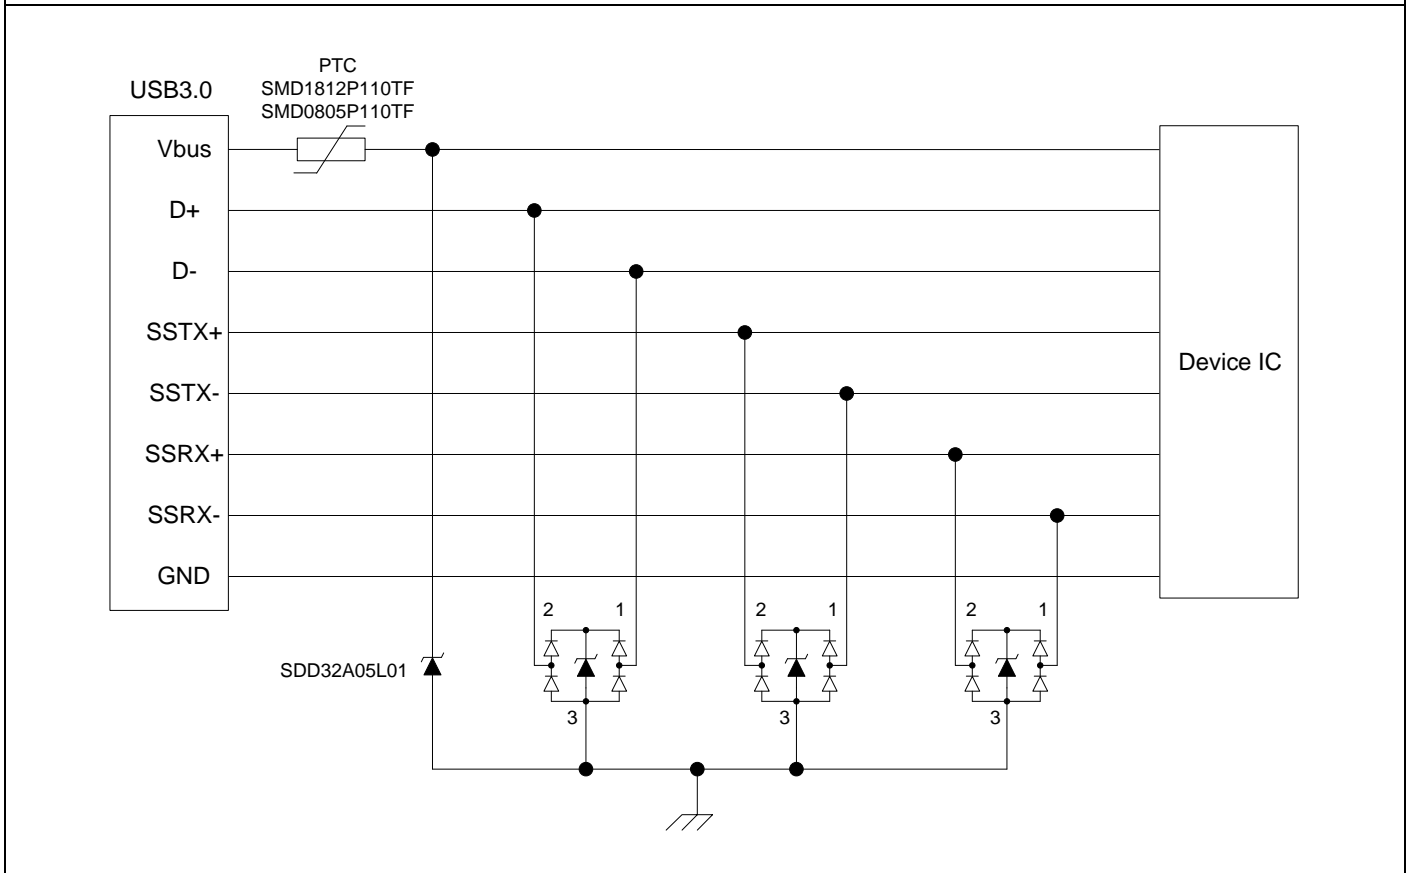 PTC
SMD1812P110TF
SMD0805P110TF
USB3.0
Vbus
D+
D-
SSTX+
SSTX-
SSRX+
SSRX-
GND
Device IC
2 1 2 1 2 1
SDD32A05L01
3 3 3